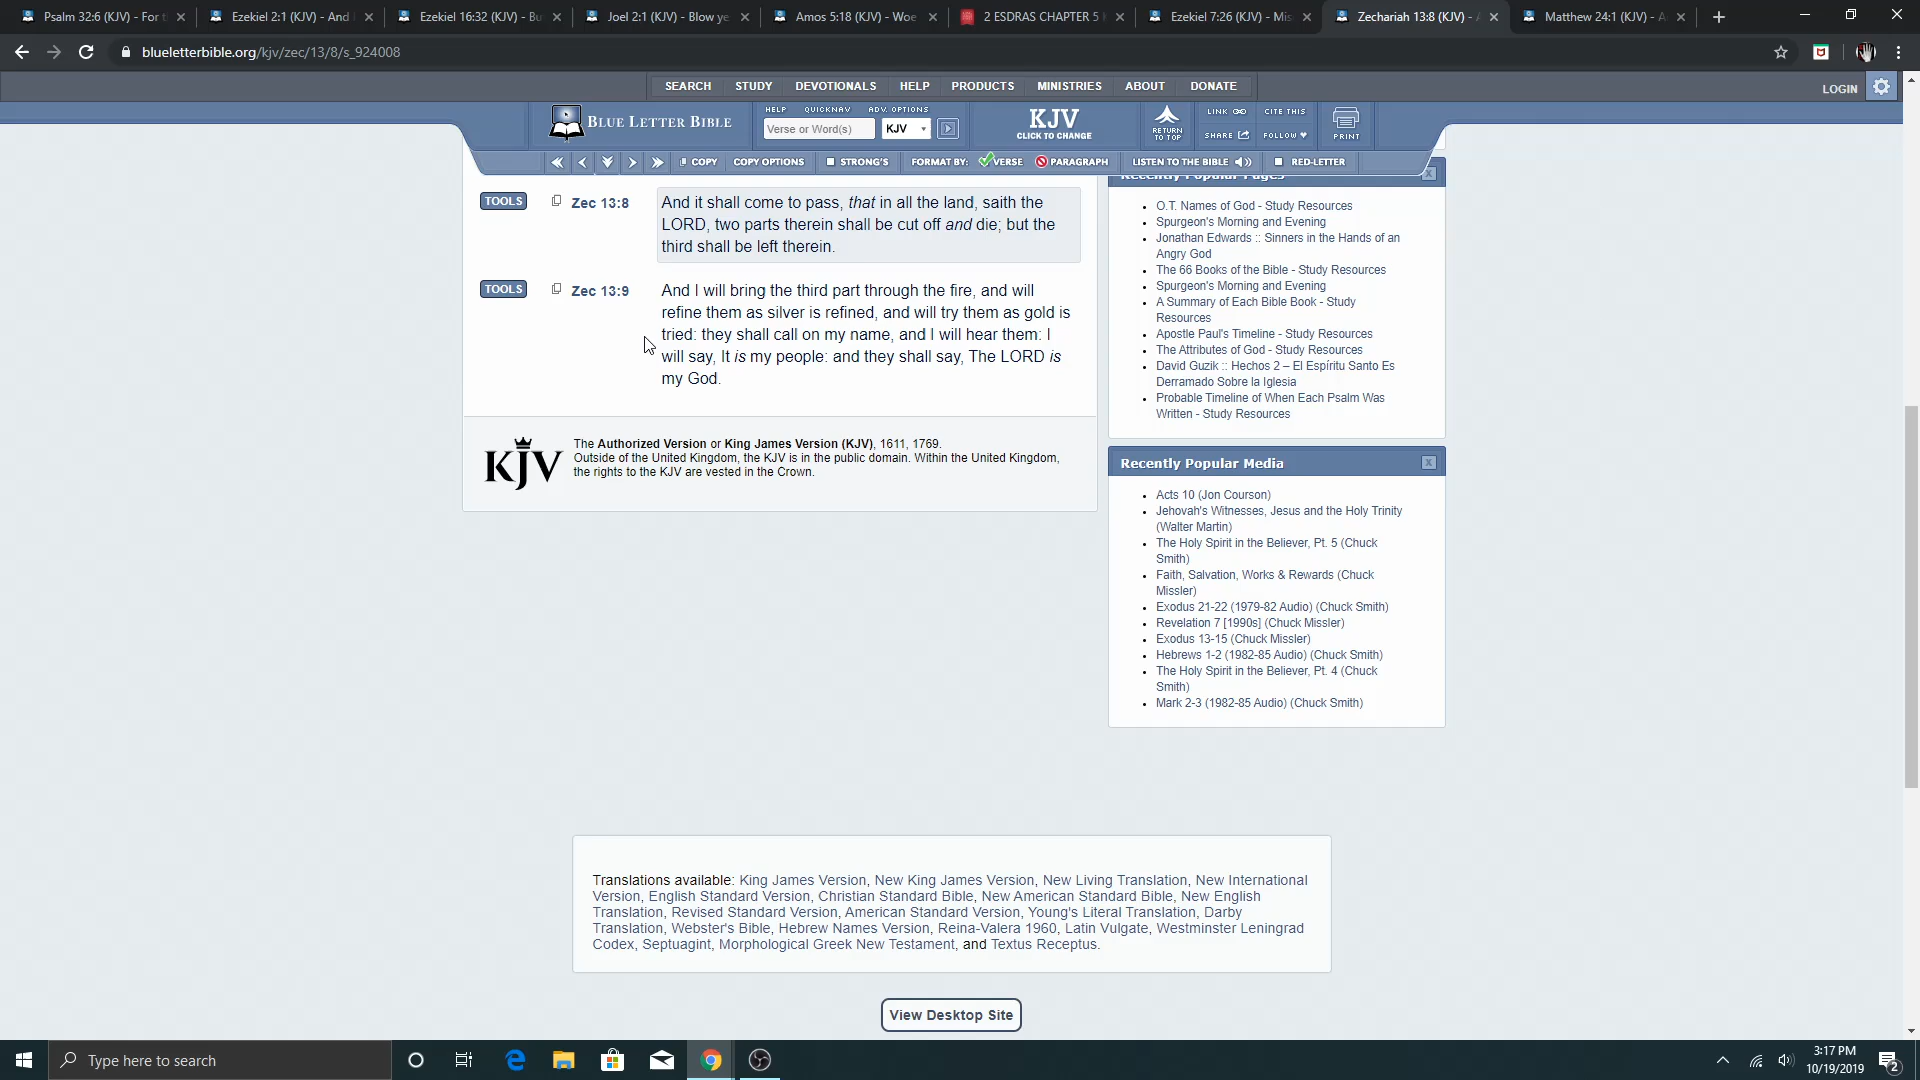 Psalm 32:6 (KJV) - For t
Ezekiel 2:1 (KJV) - And
Ezekiel 16:32 (KJV) - Bu
Joel 2:1 (KJV) - Blow ye
Amos 5:18 (KJV) - Woe
2 ESDRAS CHAPTER 5
Ezekiel 7:26 (KJV) - Mis
Zechariah 13:8 (KJV) - A
Matthew 24:1 (KJV) - A
blueletterbible.org/kjv/zec/13/8/s_924008
SEARCH STUDY DEVOTIONALS HELP PRODUCTS MINISTRIES ABOUT DONATE
LOGIN
BLUE LETTER BIBLE
HELP QUICKNAV ADV. OPTIONS
Verse or Word(s) KJV
KJV
CLICK TO CHANGE
RETURN
TO TOP
LINK CITE THIS
SHARE FOLLOW
PRINT
COPY COPY OPTIONS STRONG'S FORMAT BY: VERSE PARAGRAPH LISTEN TO THE BIBLE RED-LETTER
TOOLS Zec 13:8
And it shall come to pass, that in all the land, saith the
LORD, two parts therein shall be cut off and die; but the
third shall be left therein.
TOOLS Zec 13:9
And I will bring the third part through the fire, and will
refine them as silver is refined, and will try them as gold is
tried: they shall call on my name, and I will hear them: I
will say, It is my people: and they shall say, The LORD is
my God.
KJV
The Authorized Version or King James Version (KJV), 1611, 1769.
Outside of the United Kingdom, the KJV is in the public domain. Within the United Kingdom,
the rights to the KJV are vested in the Crown.
Recently Popular Pages
x
O.T. Names of God - Study Resources
Spurgeon's Morning and Evening
Jonathan Edwards :: Sinners in the Hands of an
Angry God
The 66 Books of the Bible - Study Resources
Spurgeon's Morning and Evening
A Summary of Each Bible Book - Study
Resources
Apostle Paul's Timeline - Study Resources
The Attributes of God - Study Resources
David Guzik :: Hechos 2 – El Espíritu Santo Es
Derramado Sobre la Iglesia
Probable Timeline of When Each Psalm Was
Written - Study Resources
Recently Popular Media
x
Acts 10 (Jon Courson)
Jehovah's Witnesses, Jesus and the Holy Trinity
(Walter Martin)
The Holy Spirit in the Believer, Pt. 5 (Chuck
Smith)
Faith, Salvation, Works & Rewards (Chuck
Missler)
Exodus 21-22 (1979-82 Audio) (Chuck Smith)
Revelation 7 [1990s] (Chuck Missler)
Exodus 13-15 (Chuck Missler)
Hebrews 1-2 (1982-85 Audio) (Chuck Smith)
The Holy Spirit in the Believer, Pt. 4 (Chuck
Smith)
Mark 2-3 (1982-85 Audio) (Chuck Smith)
Translations available: King James Version, New King James Version, New Living Translation, New International
Version, English Standard Version, Christian Standard Bible, New American Standard Bible, New English
Translation, Revised Standard Version, American Standard Version, Young's Literal Translation, Darby
Translation, Webster's Bible, Hebrew Names Version, Reina-Valera 1960, Latin Vulgate, Westminster Leningrad
Codex, Septuagint, Morphological Greek New Testament, and Textus Receptus.
View Desktop Site
Type here to search
3:17 PM
10/19/2019
2